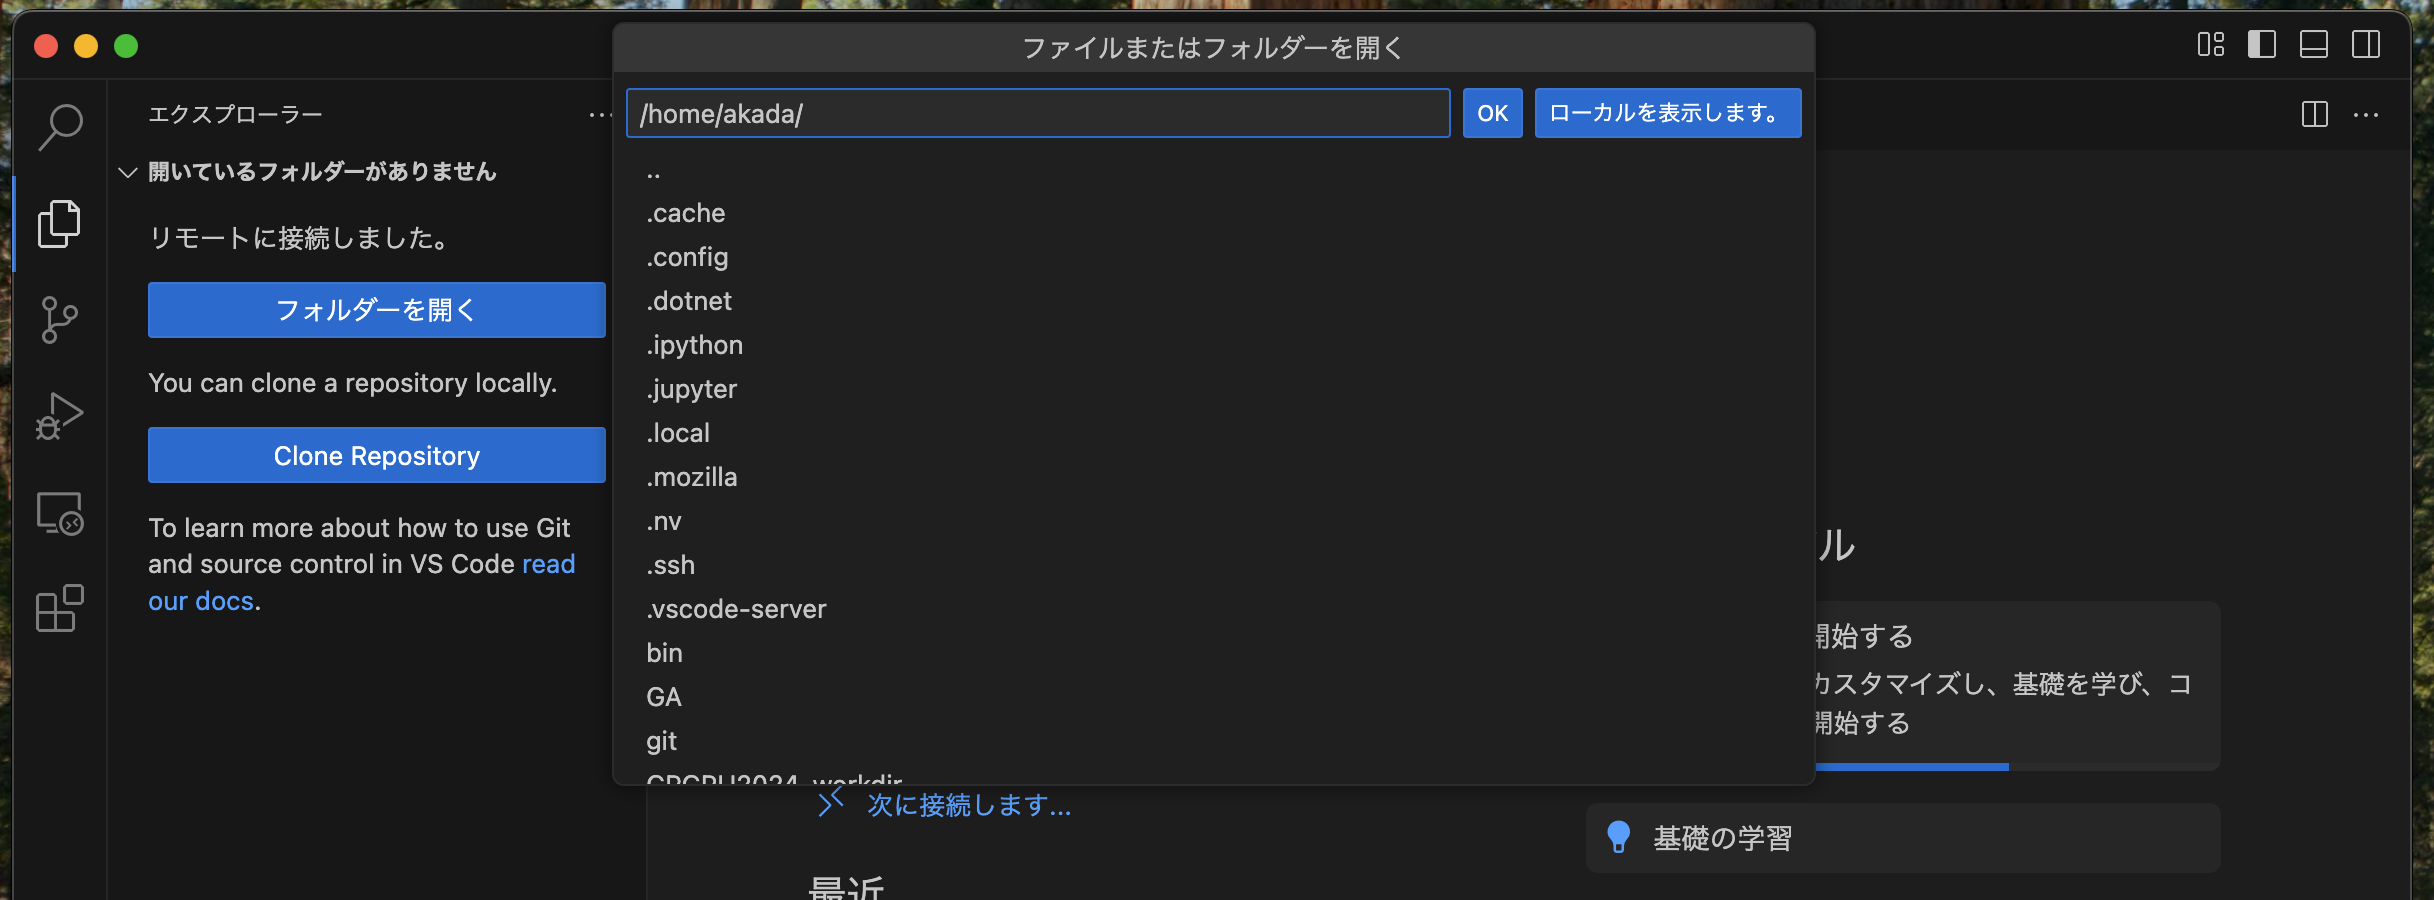 ファイルまたはフォルダーを開く
/home/akada/
OK
ローカルを表示します。
..
.cache
.config
.dotnet
.ipython
.jupyter
.local
.mozilla
.nv
.ssh
.vscode-server
bin
GA
git
エクスプローラー
開いているフォルダーがありません
リモートに接続しました。
フォルダーを開く
You can clone a repository locally.
Clone Repository
To learn more about how to use Git
and source control in VS Code read
our docs.
ル
開始する
カスタマイズし、基礎を学び、コ
開始する
次に接続します...
基礎の学習
最近